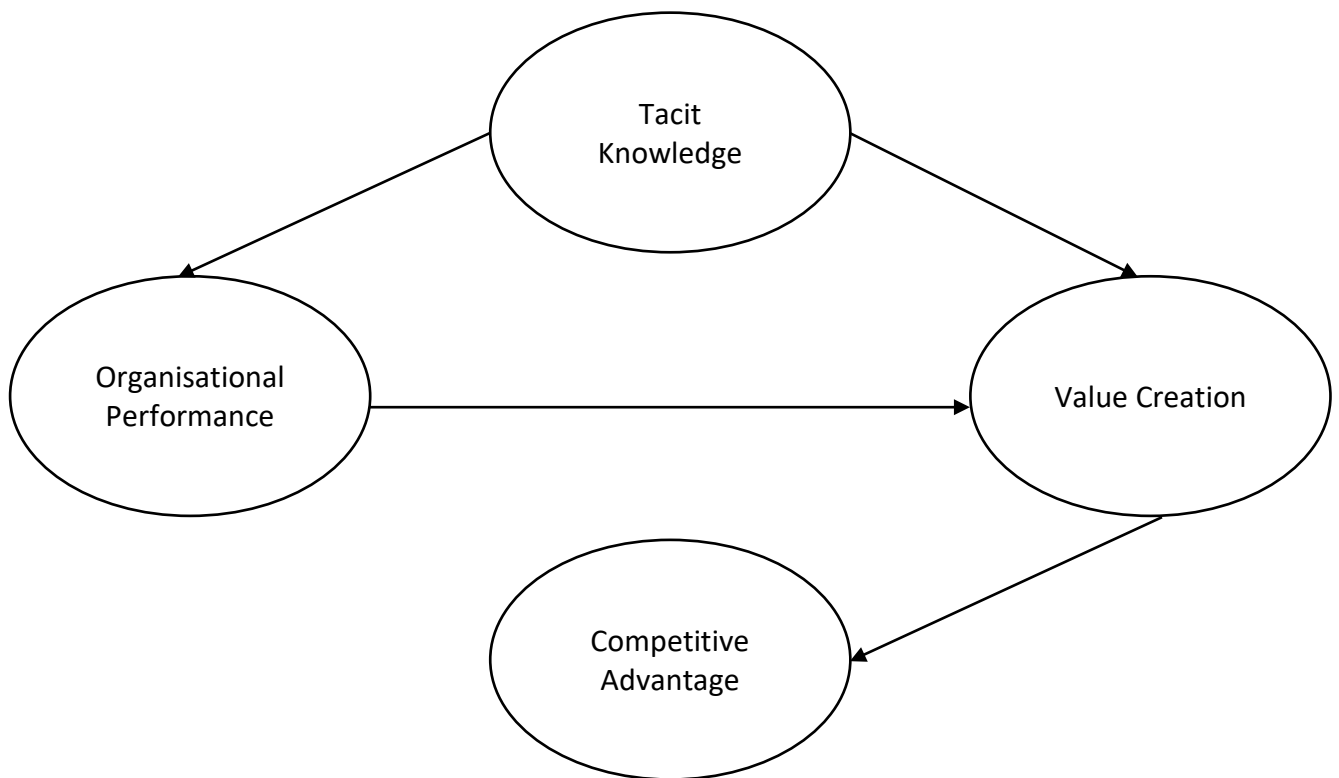 Tacit
Knowledge
Organisational
Performance
Value Creation
Competitive
Advantage